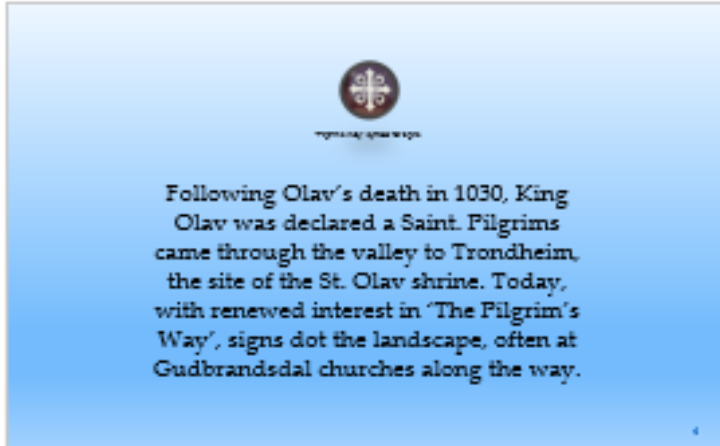 Following Olav's death in 1030, King
Olav was declared a Saint. Pilgrims
came through the valley to Trondheim,
the site of the St. Olav shrine. Today,
with renewed interest in 'The Pilgrim's
Way', signs dot the landscape, often at
Gudbrandsdal churches along the way.
4